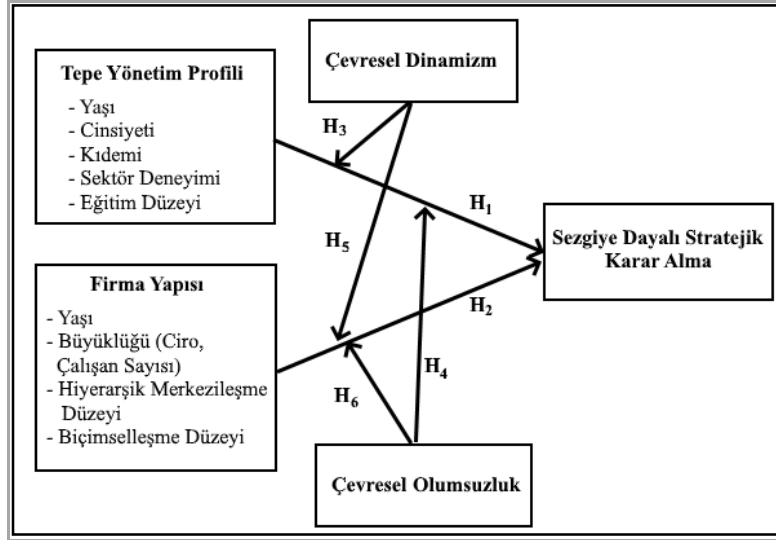 Tepe Yönetim Profili
- Yaşı
- Cinsiyeti
- Kıdemi
- Sektör Deneyimi
- Eğitim Düzeyi
Çevresel Dinamizm
H3
H1
H5
Sezgiye Dayalı Stratejik
Karar Alma
Firma Yapısı
- Yaşı
- Büyüklüğü (Ciro,
Çalışan Sayısı)
- Hiyerarşik Merkezileşme
Düzeyi
- Biçimselleşme Düzeyi
H2
H4
H6
Çevresel Olumsuzluk